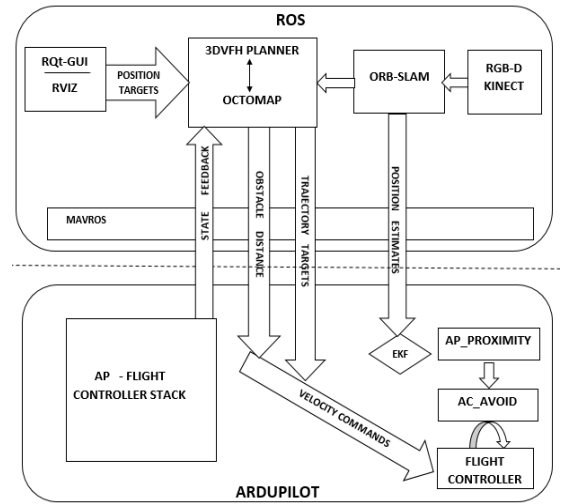 ROS
RQt-GUI
RVIZ
POSITION
TARGETS
3DVFH PLANNER
OCTOMAP
ORB-SLAM
RGB-D
KINECT
STATE FEEDBACK
OBSTACLE DISTANCE
TRAJECTORY TARGETS
POSITION ESTIMATES
MAVROS
AP - FLIGHT
CONTROLLER STACK
EKF
AP_PROXIMITY
AC_AVOID
VELOCITY COMMANDS
FLIGHT
CONTROLLER
ARDUPILOT